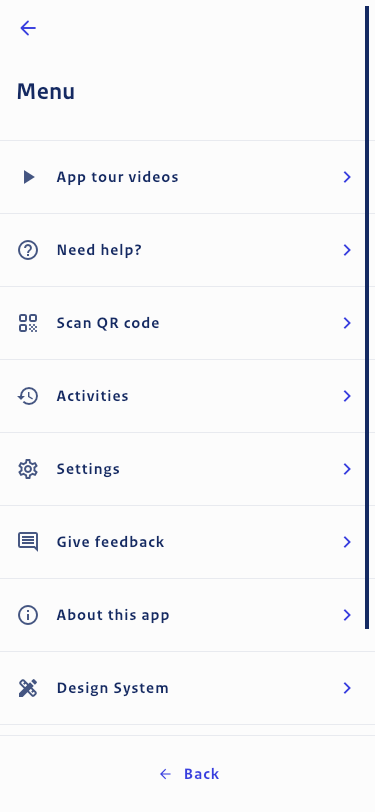 Menu
App tour videos
Need help?
Scan QR code
Activities
Settings
Give feedback
About this app
Design System
Back